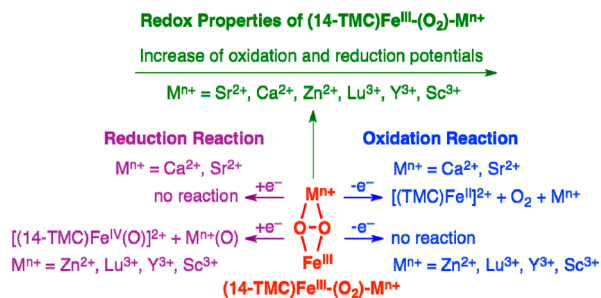 Redox Properties of (14-TMC)Feᴵᴵᴵ-(O₂)-Mⁿ⁺
Increase of oxidation and reduction potentials
Mⁿ⁺ = Sr²⁺, Ca²⁺, Zn²⁺, Lu³⁺, Y³⁺, Sc³⁺
Reduction Reaction
Mⁿ⁺ = Ca²⁺, Sr²⁺
no reaction +e⁻
[(14-TMC)Feᴵⱽ(O)]²⁺ + Mⁿ⁺(O) +e⁻
Mⁿ⁺ = Zn²⁺, Lu³⁺, Y³⁺, Sc³⁺
Mⁿ⁺
O-O
Feᴵᴵᴵ
(14-TMC)Feᴵᴵᴵ-(O₂)-Mⁿ⁺
Oxidation Reaction
Mⁿ⁺ = Ca²⁺, Sr²⁺
-e⁻ [(TMC)Feᴵᴵ]²⁺ + O₂ + Mⁿ⁺
-e⁻ no reaction
Mⁿ⁺ = Zn²⁺, Lu³⁺, Y³⁺, Sc³⁺